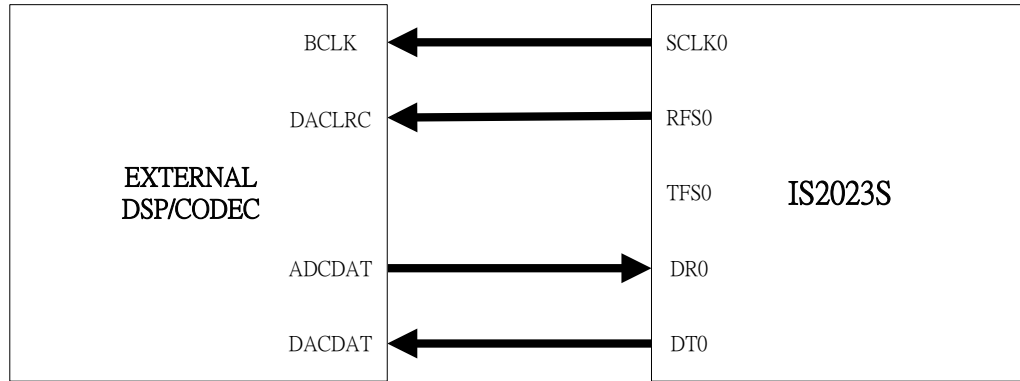 BCLK
SCLK0
DACLRC
RFS0
EXTERNAL
DSP/CODEC
TFS0
IS2023S
ADCDAT
DR0
DACDAT
DT0